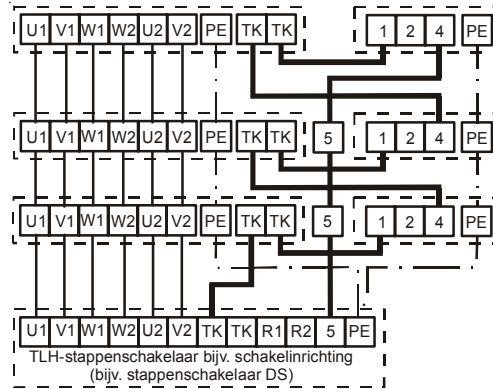 U1 V1 W1 W2 U2 V2 PE TK TK 1 2 4 PE
U1 V1 W1 W2 U2 V2 PE TK TK 5 1 2 4 PE
U1 V1 W1 W2 U2 V2 PE TK TK 5 1 2 4 PE
U1 V1 W1 W2 U2 V2 TK TK R1 R2 5 PE
TLH-stappenschakelaar bijv. schakelinrichting
(bijv. stappenschakelaar DS)